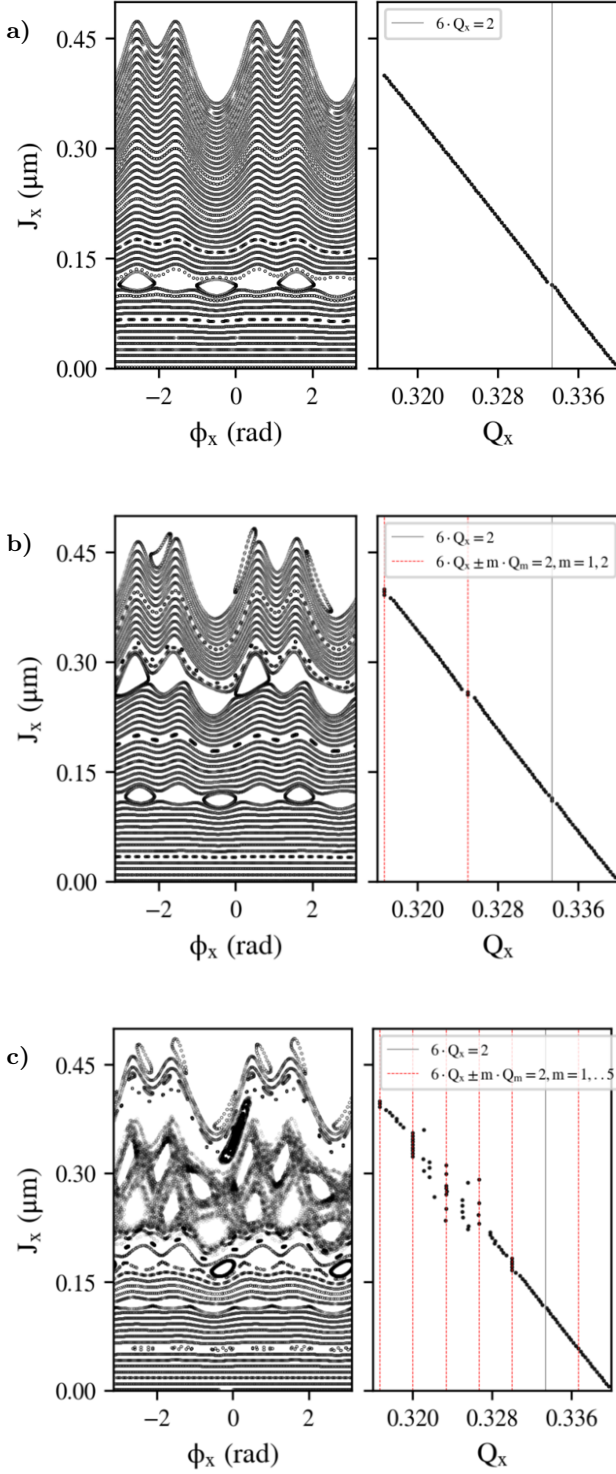 a)
0.45
0.30
0.15
0.00
J_x (μm)
−2 0 2
ϕ_x (rad)
6 · Q_x = 2
0.320 0.328 0.336
Q_x
b)
0.45
0.30
0.15
0.00
J_x (μm)
−2 0 2
ϕ_x (rad)
6 · Q_x = 2
6 · Q_x ± m · Q_m = 2, m = 1, 2
0.320 0.328 0.336
Q_x
c)
0.45
0.30
0.15
0.00
J_x (μm)
−2 0 2
ϕ_x (rad)
6 · Q_x = 2
6 · Q_x ± m · Q_m = 2, m = 1, . . 5
0.320 0.328 0.336
Q_x